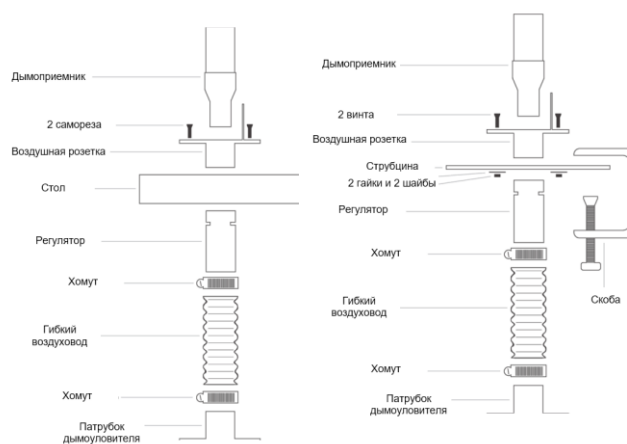 Дымоприемник
2 самореза
Воздушная розетка
Стол
Регулятор
Хомут
Гибкий
воздуховод
Хомут
Патрубок
дымоуловителя
Дымоприемник
2 винта
Воздушная розетка
Струбцина
2 гайки и 2 шайбы
Регулятор
Хомут
Гибкий
воздуховод
Скоба
Хомут
Патрубок
дымоуловителя